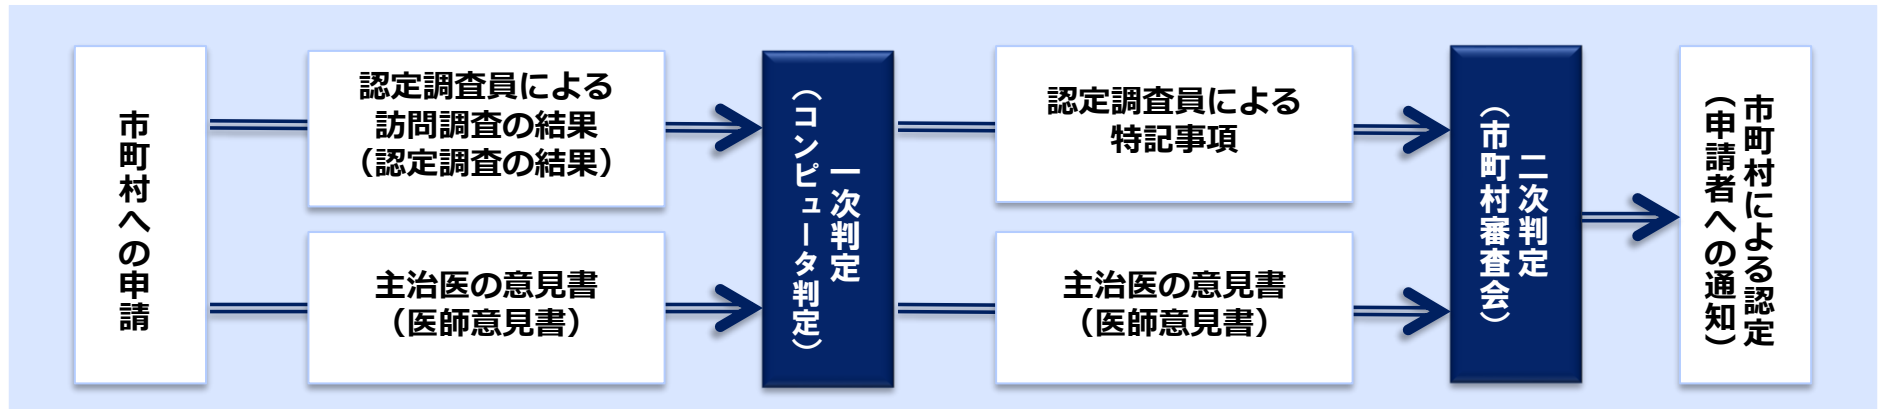 市町村への申請
認定調査員による
訪問調査の結果
（認定調査の結果）
主治医の意見書
（医師意見書）
一次判定
（コンピュータ判定）
認定調査員による
特記事項
主治医の意見書
（医師意見書）
二次判定
（市町村審査会）
市町村による認定
（申請者への通知）